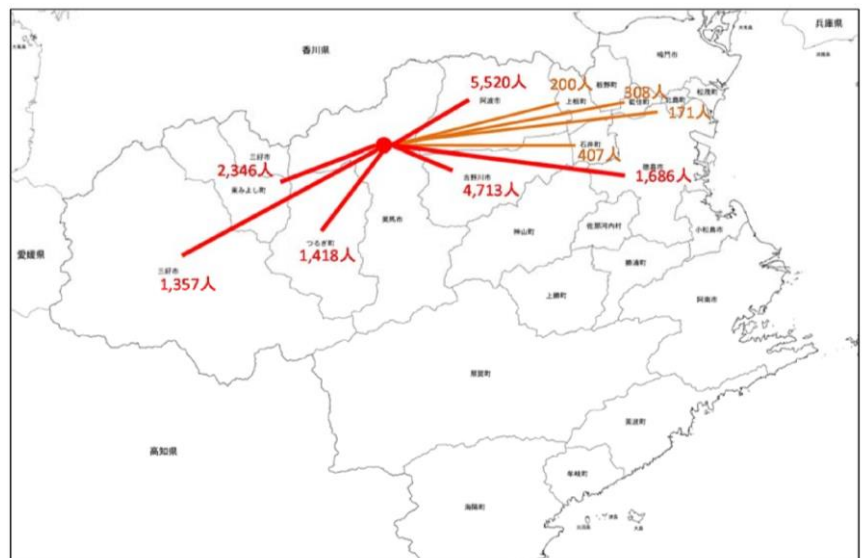 兵庫県
香川県
鳴門市
5,520人
阿波市
200人
上板町
板野町
308人
藍住町
北島町
松茂町
171人
石井町
407人
徳島市
1,686人
三好市
2,346人
東みよし町
吉野川市
4,713人
美馬市
つるぎ町
1,418人
三好市
1,357人
愛媛県
神山町
佐那河内村
小松島市
勝浦町
上勝町
阿南市
那賀町
美波町
高知県
牟岐町
海陽町
大島